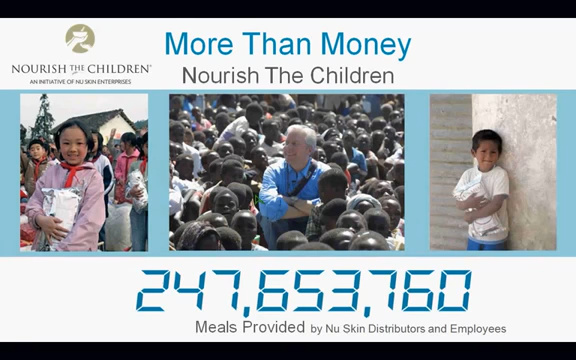 NOURISH THE CHILDREN
AN INITIATIVE OF NU SKIN ENTERPRISES
More Than Money
Nourish The Children
247,653,760
Meals Provided by Nu Skin Distributors and Employees